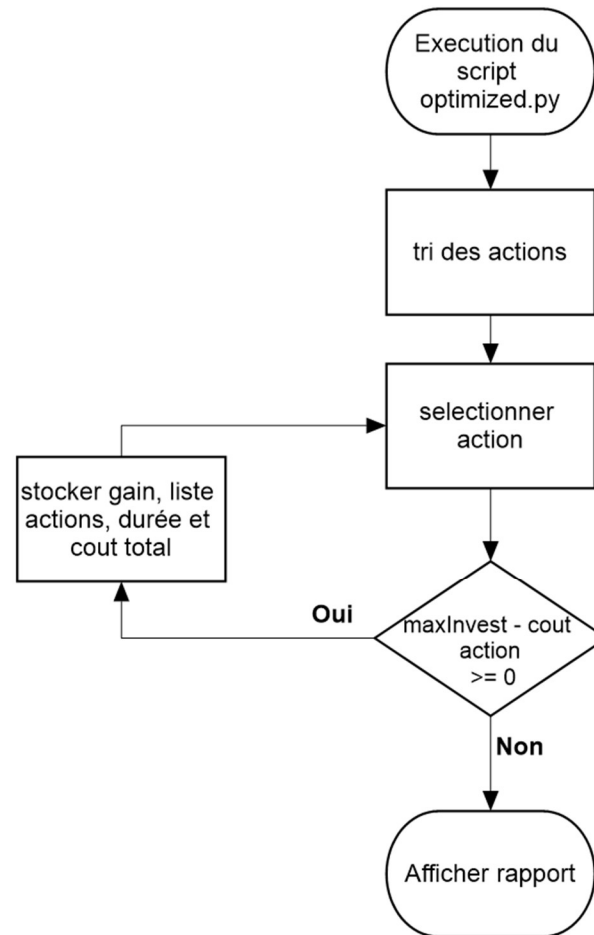 Execution du
script
optimized.py
tri des actions
selectionner
action
stocker gain, liste
actions, durée et
cout total
Oui
maxInvest - cout
action
>= 0
Non
Afficher rapport